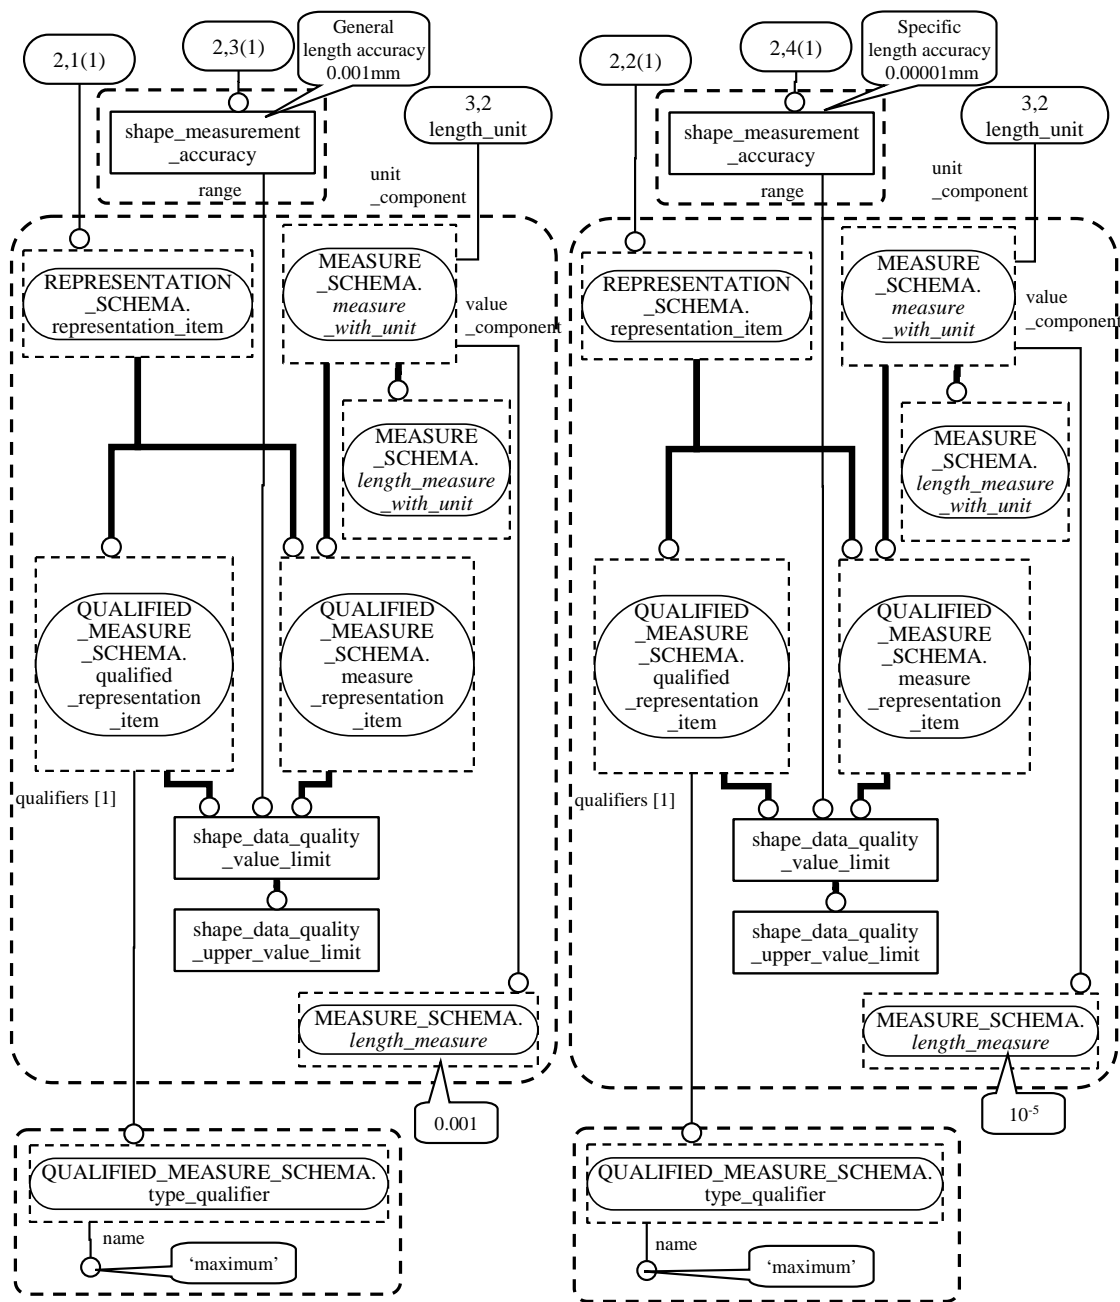 2,1(1)
2,3(1)
General
length accuracy
0.001mm
shape_measurement
_accuracy
3,2
length_unit
range
unit
_component
REPRESENTATION
_SCHEMA.
representation_item
MEASURE
_SCHEMA.
measure
_with_unit
value
_component
MEASURE
_SCHEMA.
length_measure
_with_unit
QUALIFIED
_MEASURE
_SCHEMA.
qualified
_representation
_item
QUALIFIED
_MEASURE
_SCHEMA.
measure
_representation
_item
qualifiers [1]
shape_data_quality
_value_limit
shape_data_quality
_upper_value_limit
MEASURE_SCHEMA.
length_measure
0.001
QUALIFIED_MEASURE_SCHEMA.
type_qualifier
name
‘maximum’
2,2(1)
2,4(1)
Specific
length accuracy
0.00001mm
shape_measurement
_accuracy
3,2
length_unit
range
unit
_component
REPRESENTATION
_SCHEMA.
representation_item
MEASURE
_SCHEMA.
measure
_with_unit
value
_component
MEASURE
_SCHEMA.
length_measure
_with_unit
QUALIFIED
_MEASURE
_SCHEMA.
qualified
_representation
_item
QUALIFIED
_MEASURE
_SCHEMA.
measure
_representation
_item
qualifiers [1]
shape_data_quality
_value_limit
shape_data_quality
_upper_value_limit
MEASURE_SCHEMA.
length_measure
10⁻⁵
QUALIFIED_MEASURE_SCHEMA.
type_qualifier
name
‘maximum’